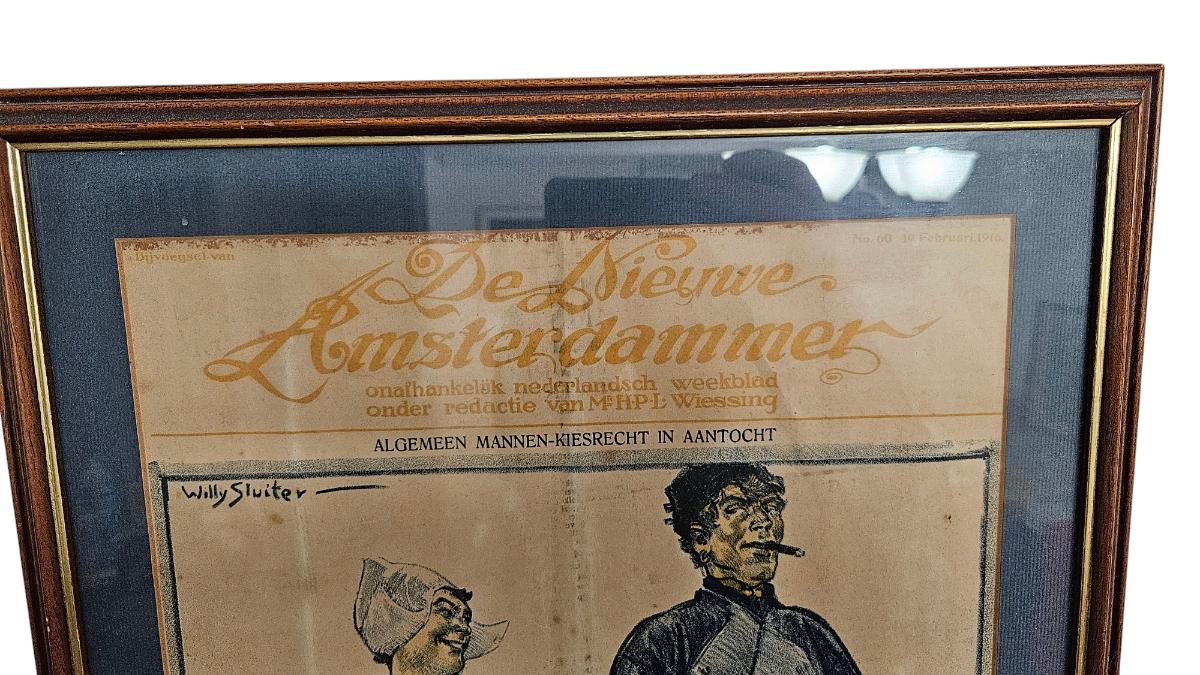 Bijvoegsel van
No. 60 19 Februari 1916.
De Nieuwe
Amsterdammer
onafhankelijk nederlandsch weekblad
onder redactie van Mr. H.P.L. Wiessing
ALGEMEEN MANNEN-KIESRECHT IN AANTOCHT
Willy Sluiter